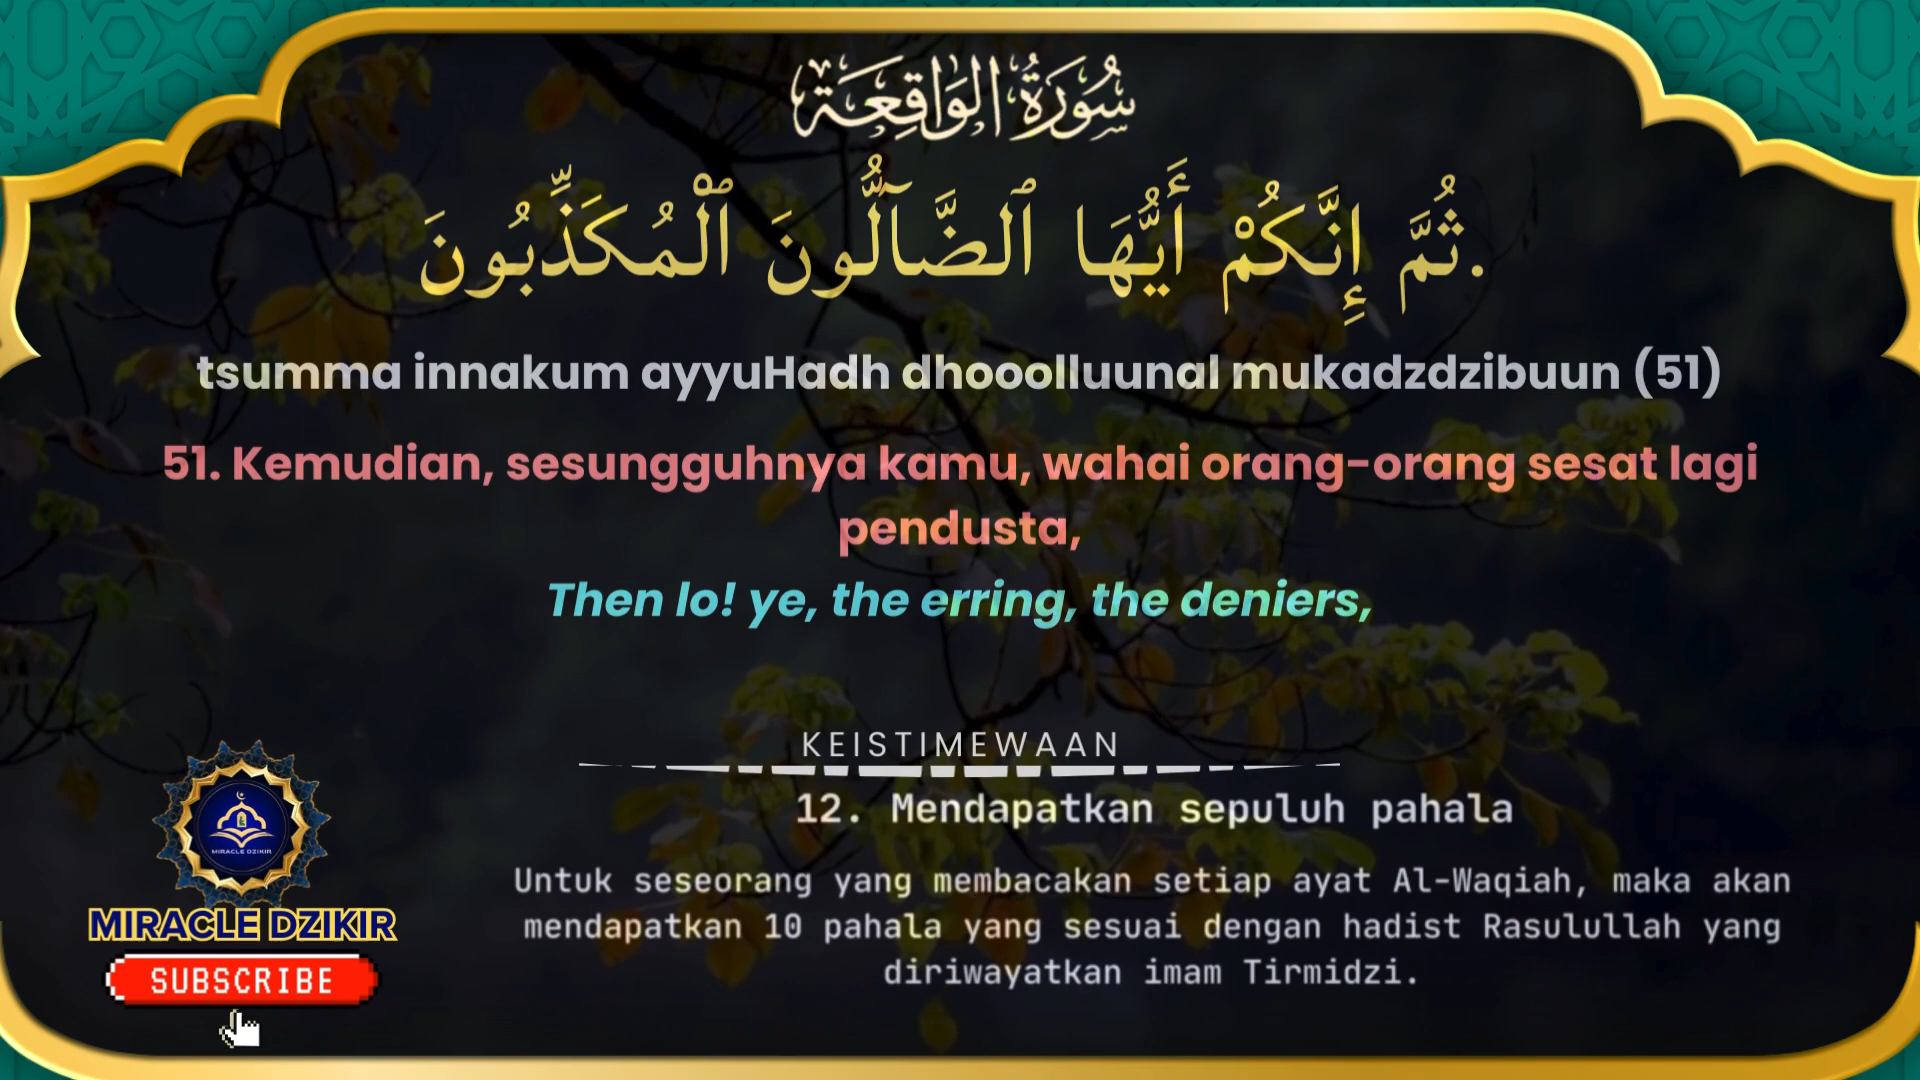 سُورَةُ الوَاقِعَة
ثُمَّ إِنَّكُمْ أَيُّهَا ٱلضَّآلُّونَ ٱلْمُكَذِّبُونَ.
tsumma innakum ayyuHadh dhooolluunal mukadzdzibuun (51)
51. Kemudian, sesungguhnya kamu, wahai orang-orang sesat lagi
pendusta,
Then lo! ye, the erring, the deniers,
KEISTIMEWAAN
12. Mendapatkan sepuluh pahala
Untuk seseorang yang membacakan setiap ayat Al-Waqiah, maka akan
mendapatkan 10 pahala yang sesuai dengan hadist Rasulullah yang
diriwayatkan imam Tirmidzi.
MIRACLE DZIKIR
MIRACLE DZIKIR
SUBSCRIBE